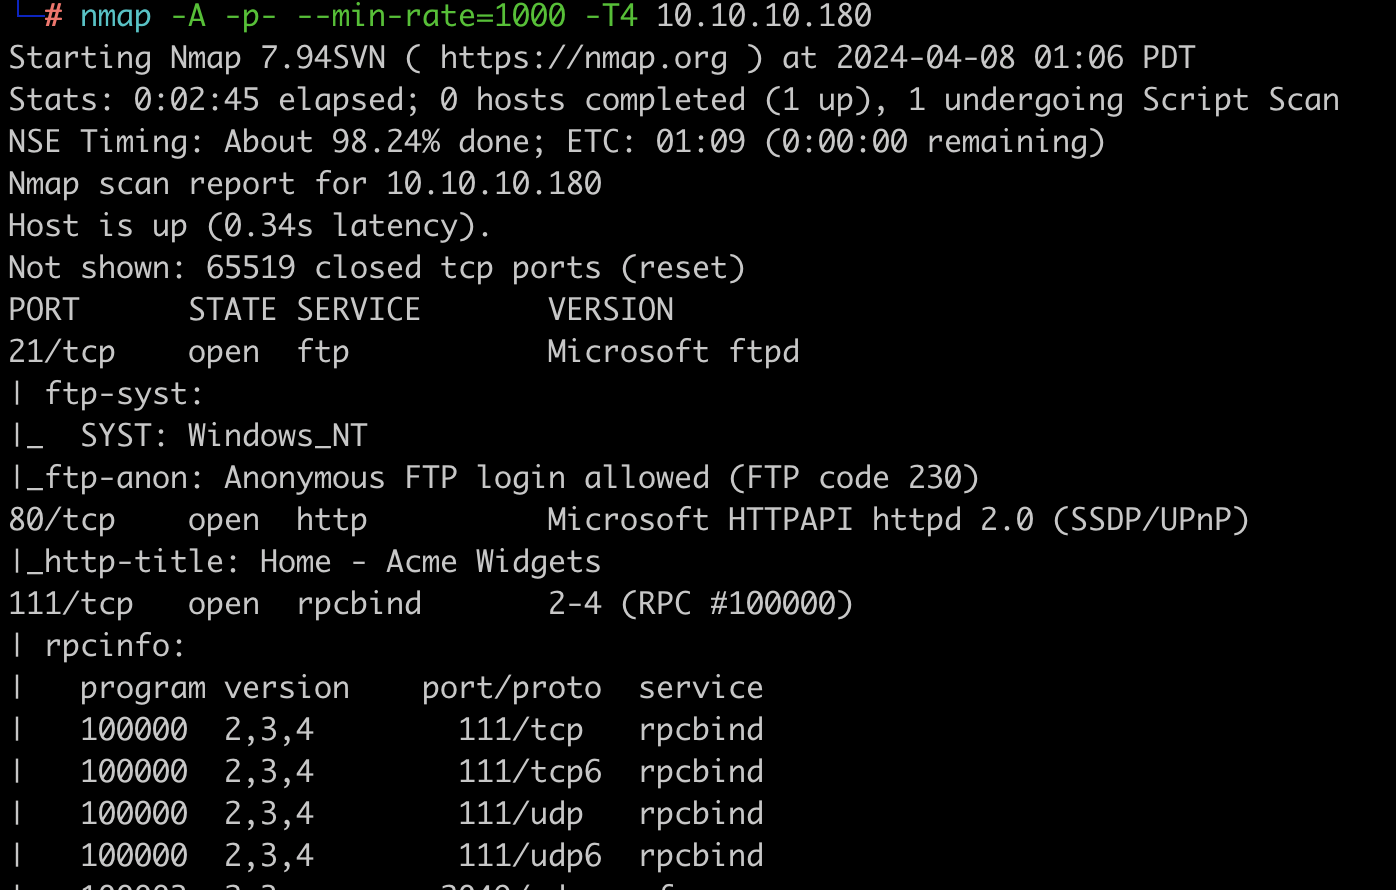 # nmap -A -p- --min-rate=1000 -T4 10.10.10.180
Starting Nmap 7.94SVN ( https://nmap.org ) at 2024-04-08 01:06 PDT
Stats: 0:02:45 elapsed; 0 hosts completed (1 up), 1 undergoing Script Scan
NSE Timing: About 98.24% done; ETC: 01:09 (0:00:00 remaining)
Nmap scan report for 10.10.10.180
Host is up (0.34s latency).
Not shown: 65519 closed tcp ports (reset)
PORT      STATE SERVICE       VERSION
21/tcp    open  ftp           Microsoft ftpd
| ftp-syst:
|_  SYST: Windows_NT
|_ftp-anon: Anonymous FTP login allowed (FTP code 230)
80/tcp    open  http          Microsoft HTTPAPI httpd 2.0 (SSDP/UPnP)
|_http-title: Home - Acme Widgets
111/tcp   open  rpcbind       2-4 (RPC #100000)
| rpcinfo:
|   program version    port/proto  service
|   100000  2,3,4        111/tcp   rpcbind
|   100000  2,3,4        111/tcp6  rpcbind
|   100000  2,3,4        111/udp   rpcbind
|   100000  2,3,4        111/udp6  rpcbind